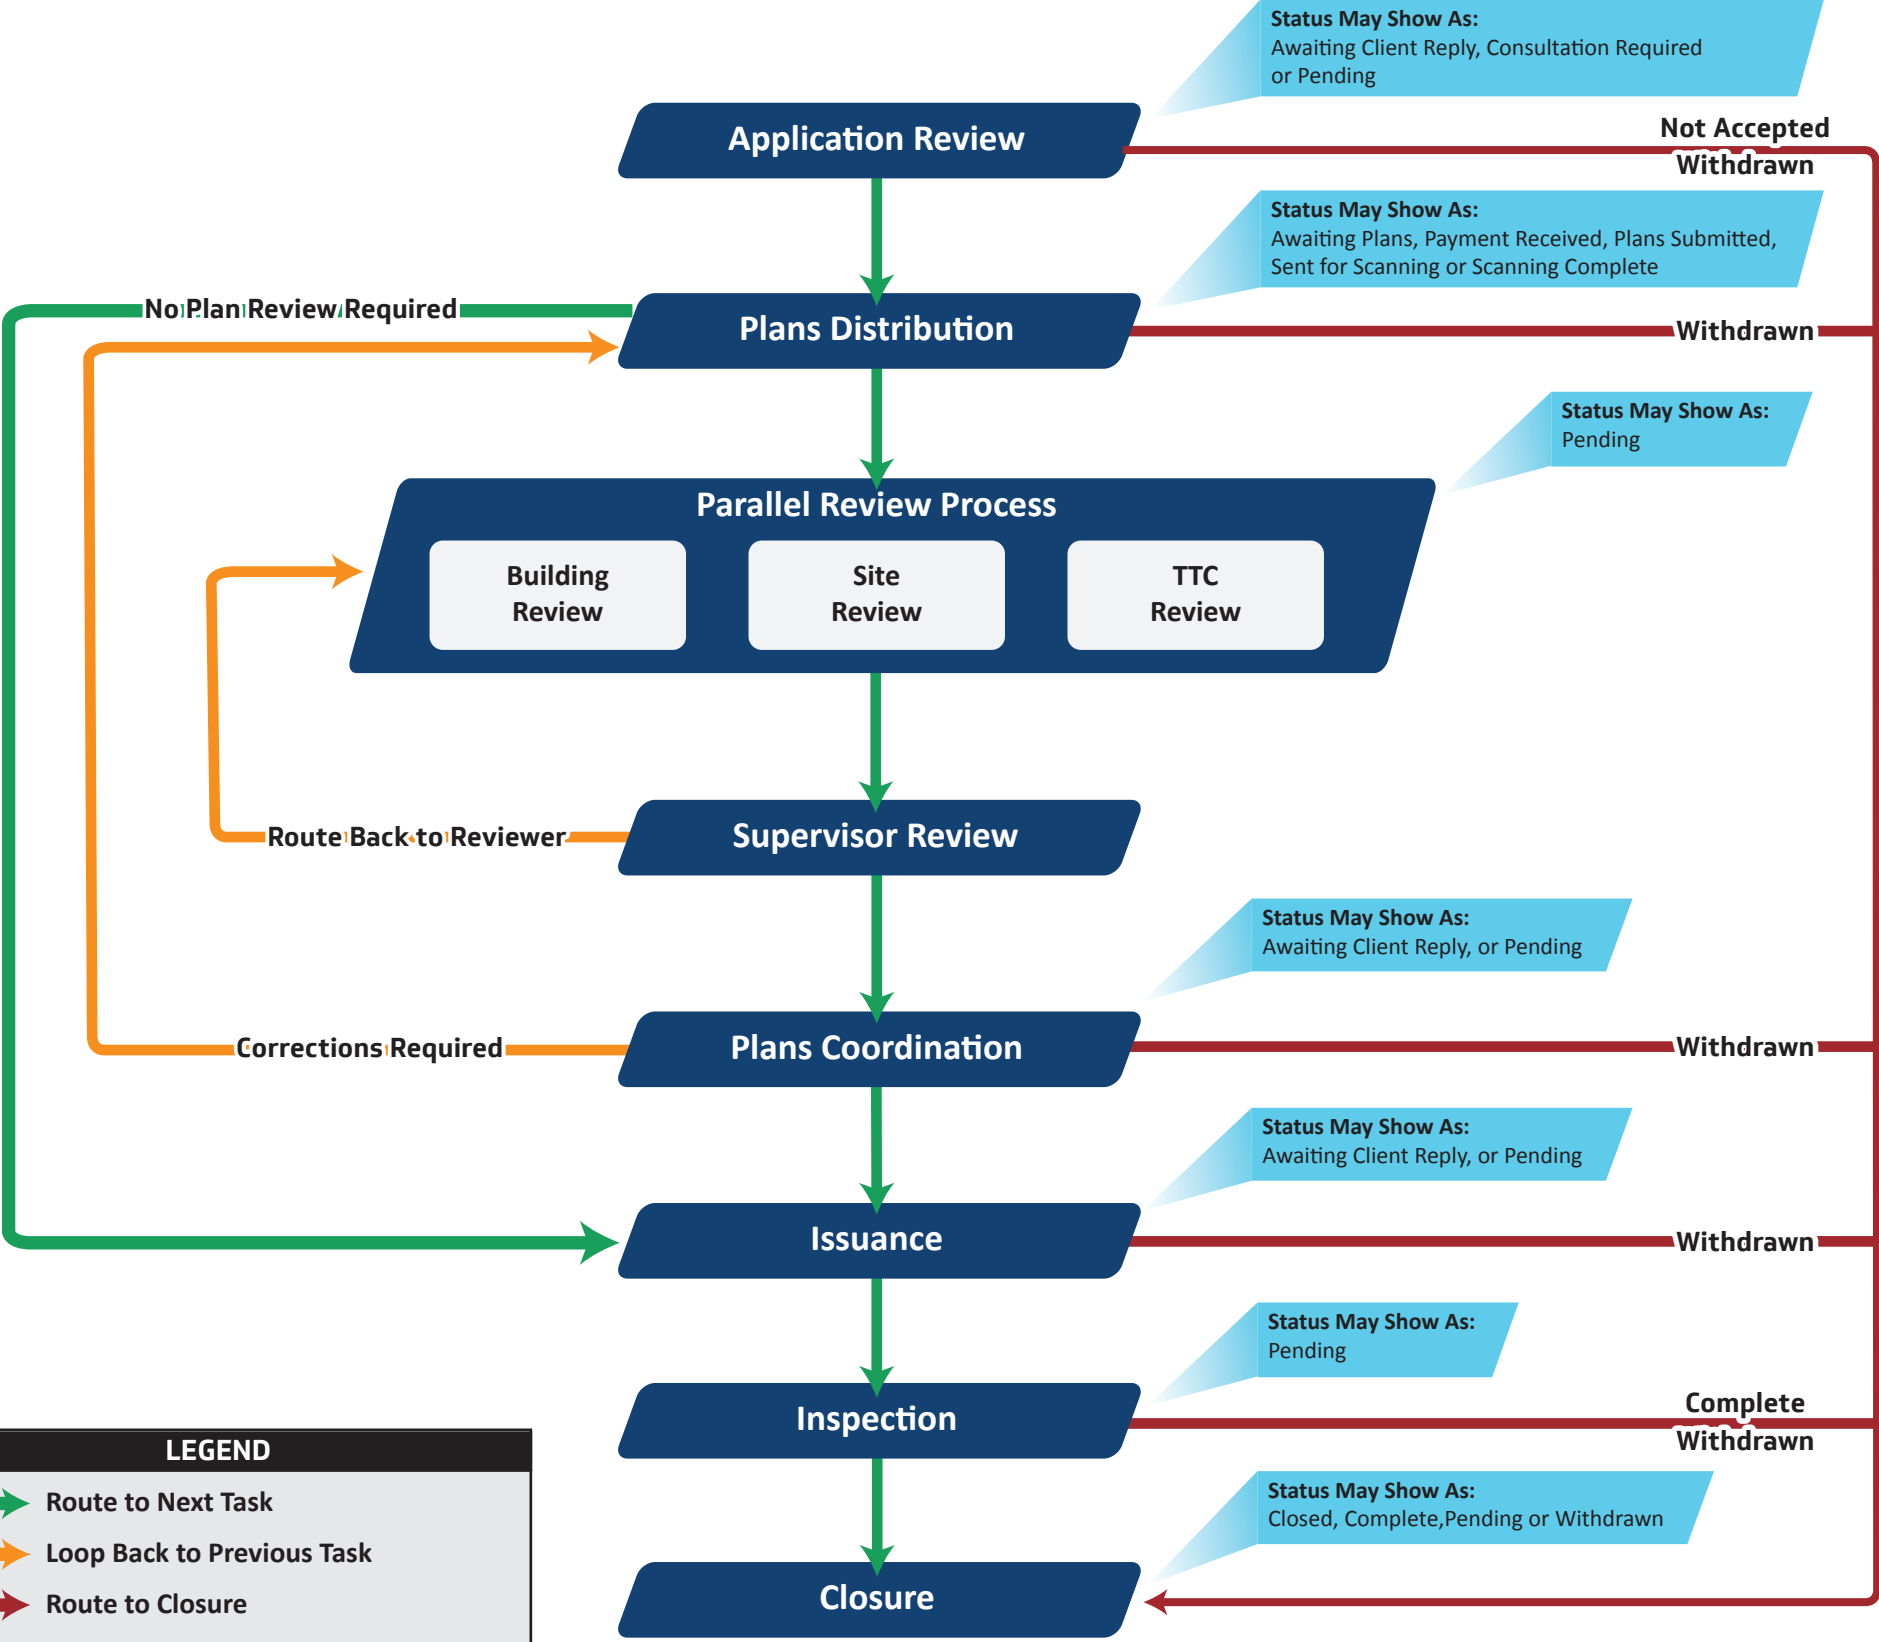 Status May Show As:
Awaiting Client Reply, Consultation Required
or Pending
Application Review
Not Accepted
Withdrawn
Status May Show As:
Awaiting Plans, Payment Received, Plans Submitted,
Sent for Scanning or Scanning Complete
No Plan Review Required
Plans Distribution
Withdrawn
Status May Show As:
Pending
Parallel Review Process
Building
Review
Site
Review
TTC
Review
Route Back to Reviewer
Supervisor Review
Status May Show As:
Awaiting Client Reply, or Pending
Corrections Required
Plans Coordination
Withdrawn
Status May Show As:
Awaiting Client Reply, or Pending
Issuance
Withdrawn
Status May Show As:
Pending
Inspection
Complete
Withdrawn
Status May Show As:
Closed, Complete,Pending or Withdrawn
Closure
LEGEND
Route to Next Task
Loop Back to Previous Task
Route to Closure